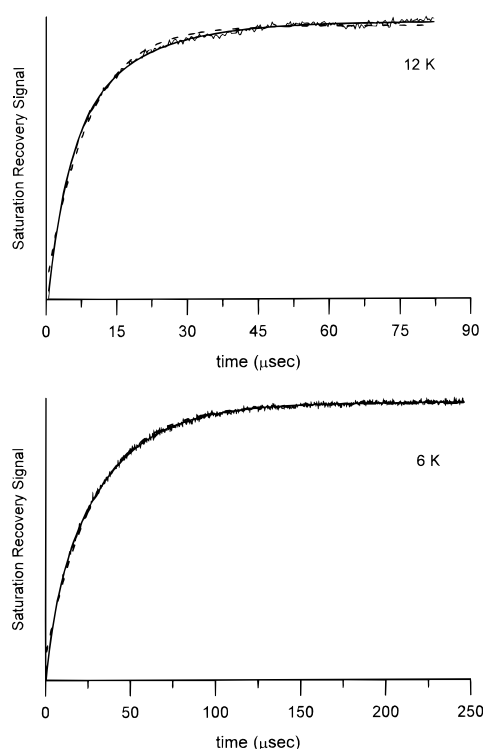 Saturation Recovery Signal
12 K
0 15 30 45 60 75 90
time (μsec)
Saturation Recovery Signal
6 K
0 50 100 150 200 250
time (μsec)